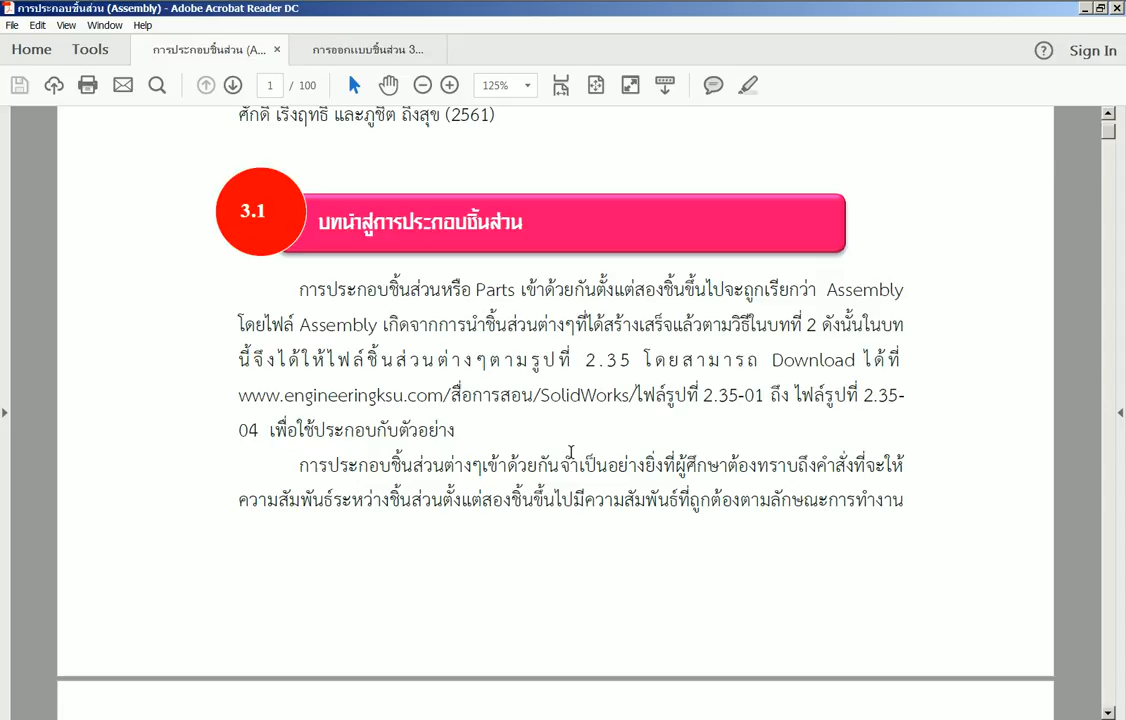 การประกอบชิ้นส่วน (Assembly) - Adobe Acrobat Reader DC
File Edit View Window Help
Home Tools การประกอบชิ้นส่วน (A... × การออกแบบชิ้นส่วน 3... Sign In
1 / 100 125%
ศักดิ์ เริงฤทธิ์ และภูชิต ถึงสุข (2561)
3.1 บทนำสู่การประกอบชิ้นส่วน
การประกอบชิ้นส่วนหรือ Parts เข้าด้วยกันตั้งแต่สองชิ้นขึ้นไปจะถูกเรียกว่า Assembly
โดยไฟล์ Assembly เกิดจากการนำชิ้นส่วนต่างๆที่ได้สร้างเสร็จแล้วตามวิธีในบทที่ 2 ดังนั้นในบท
นี้จึงได้ให้ไฟล์ชิ้นส่วนต่างๆตามรูปที่ 2.35 โดยสามารถ Download ได้ที่
www.engineeringksu.com/สื่อการสอน/SolidWorks/ไฟล์รูปที่ 2.35-01 ถึง ไฟล์รูปที่ 2.35-
04 เพื่อใช้ประกอบกับตัวอย่าง
การประกอบชิ้นส่วนต่างๆเข้าด้วยกันจำเป็นอย่างยิ่งที่ผู้ศึกษาต้องทราบถึงคำสั่งที่จะให้
ความสัมพันธ์ระหว่างชิ้นส่วนตั้งแต่สองชิ้นขึ้นไปมีความสัมพันธ์ที่ถูกต้องตามลักษณะการทำงาน